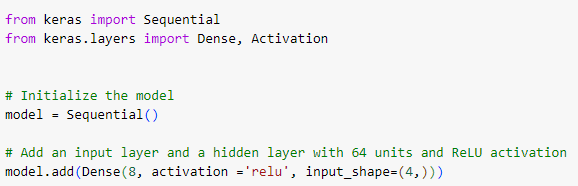 from keras import Sequential
from keras.layers import Dense, Activation
# Initialize the model
model = Sequential()
# Add an input layer and a hidden layer with 64 units and ReLU activation
model.add(Dense(8, activation ='relu', input_shape=(4,)))